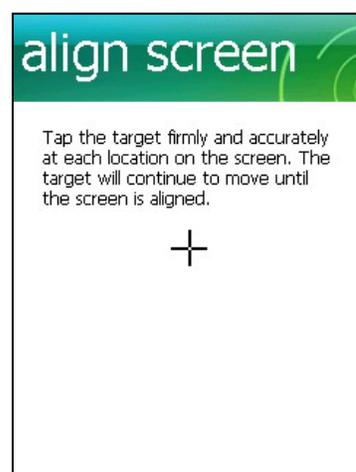 align screen
Tap the target firmly and accurately
at each location on the screen. The
target will continue to move until
the screen is aligned.